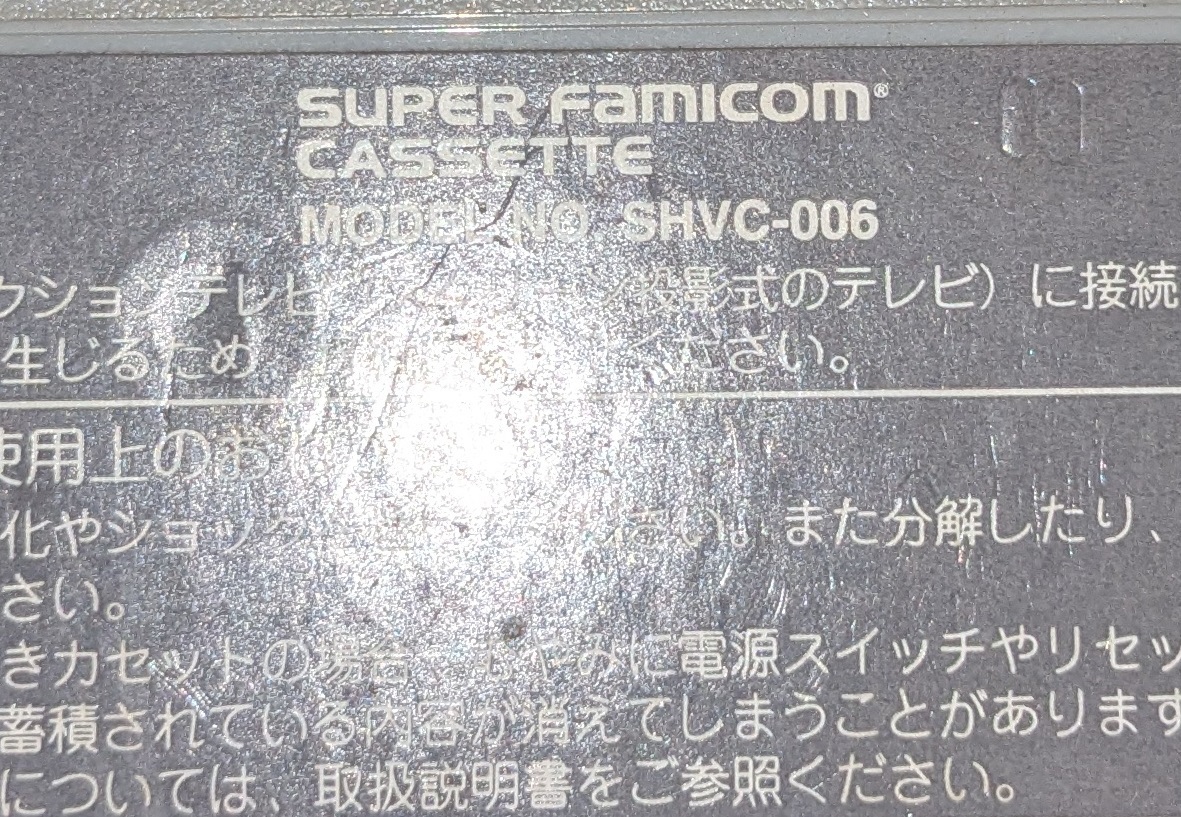 SUPER Famicom®
CASSETTE
MODEL NO SHVC-006
クションテレビ 投影式のテレビ）に接続
生じるため ください。
使用上のお
化やショック さい。また分解したり、
さい。
きカセットの場合 むやみに電源スイッチやリセッ
蓄積されている内容が消えてしまうことがあります
については、取扱説明書をご参照ください。